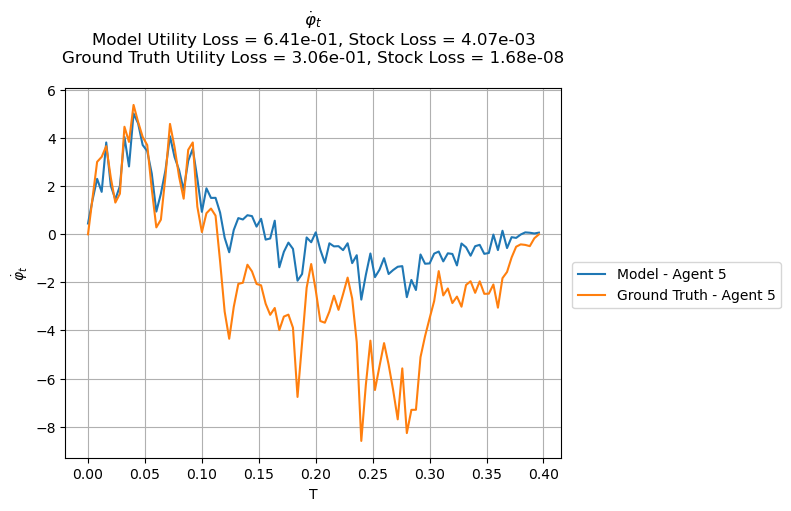 φ̇ₜ
Model Utility Loss = 6.41e-01, Stock Loss = 4.07e-03
Ground Truth Utility Loss = 3.06e-01, Stock Loss = 1.68e-08
6
4
2
0
−2
−4
−6
−8
φ̇ₜ
0.00 0.05 0.10 0.15 0.20 0.25 0.30 0.35 0.40
T
Model - Agent 5
Ground Truth - Agent 5